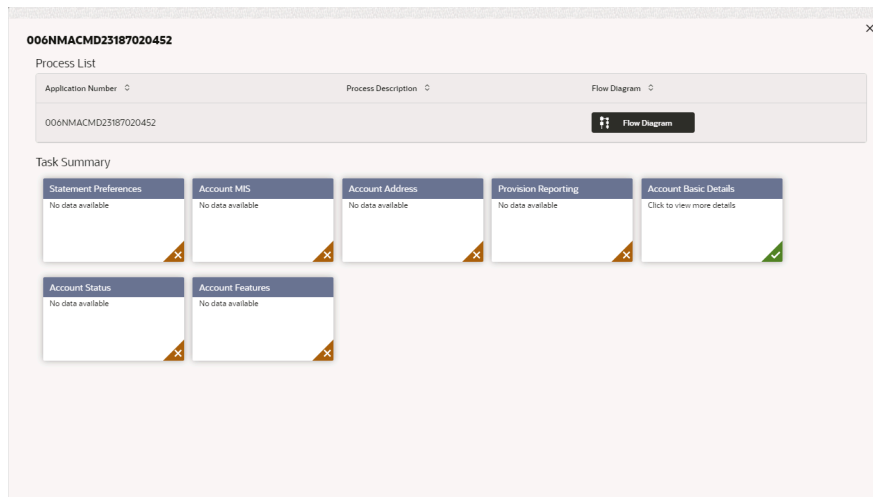 006NMACMD23187020452
Process List
Application Number Process Description Flow Diagram
006NMACMD23187020452 Flow Diagram
Task Summary
Statement Preferences Account MIS Account Address Provision Reporting Account Basic Details
No data available No data available No data available No data available Click to view more details
Account Status Account Features
No data available No data available